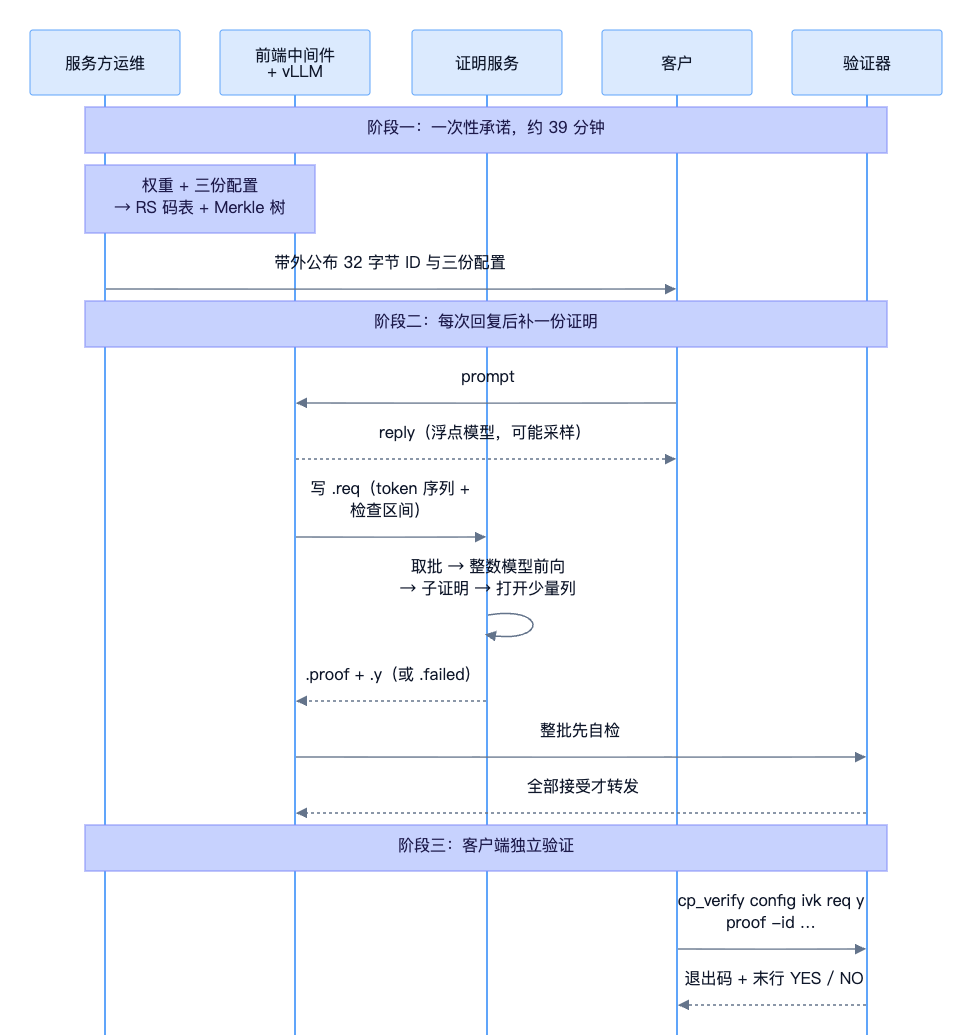 服务方运维
前端中间件
+ vLLM
证明服务
客户
验证器
阶段一：一次性承诺，约 39 分钟
权重 + 三份配置
→ RS 码表 + Merkle 树
带外公布 32 字节 ID 与三份配置
阶段二：每次回复后补一份证明
prompt
reply（浮点模型，可能采样）
写 .req（token 序列 +
检查区间）
取批 → 整数模型前向
→ 子证明 → 打开少量列
.proof + .y（或 .failed）
整批先自检
全部接受才转发
阶段三：客户端独立验证
cp_verify config ivk req y
proof –id …
退出码 + 末行 YES / NO